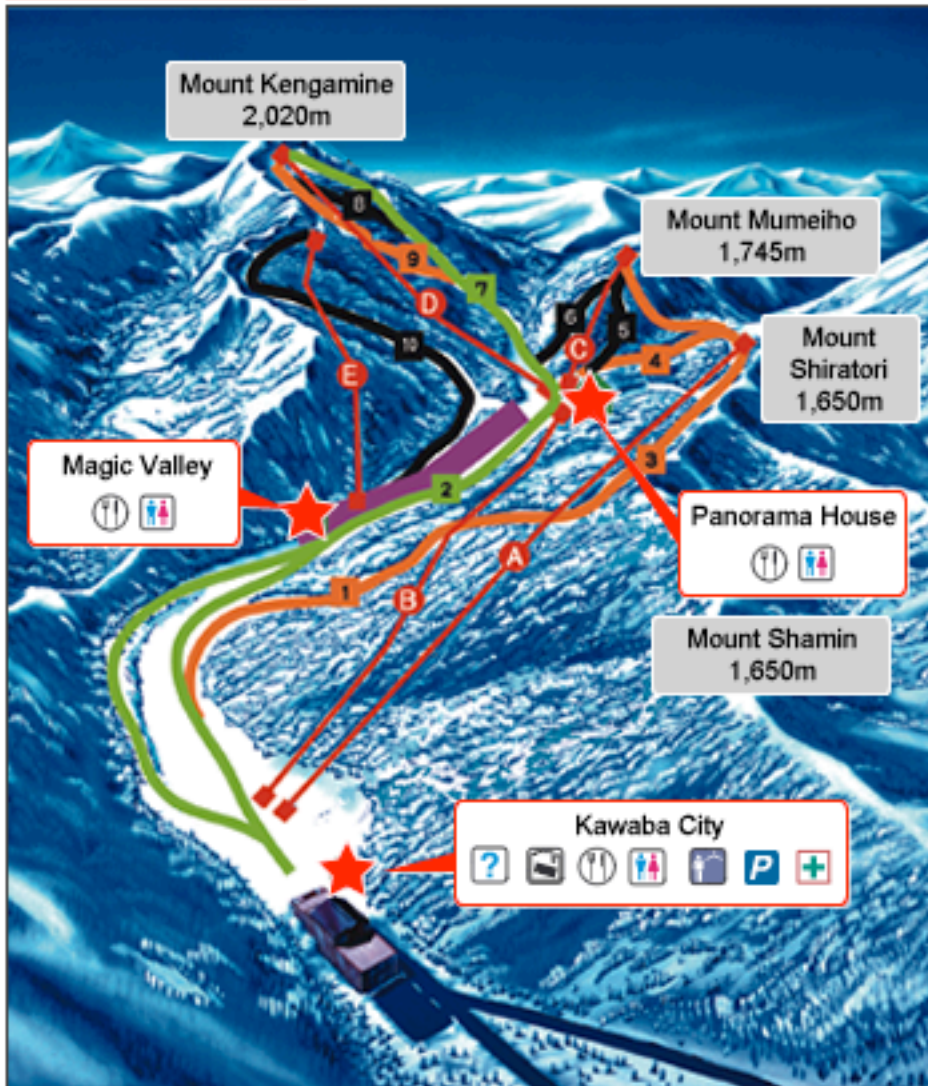 Mount Kengamine
2,020m
8
Mount Mumeiho
1,745m
9
7
D
6
5
C
10
4
Mount
Shiratori
1,650m
E
3
Magic Valley
2
Panorama House
A
1
B
Mount Shamin
1,650m
Kawaba City
?
P